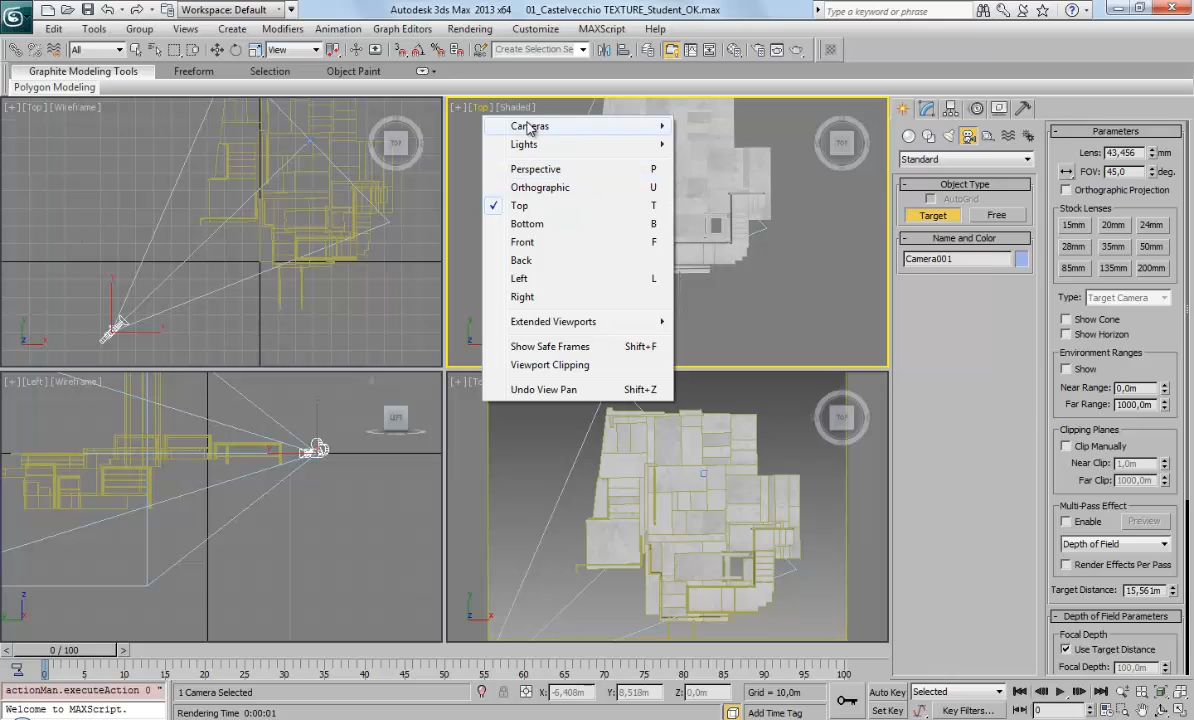 Workspace: Default
Autodesk 3ds Max 2013 x64
01_Castelvecchio TEXTURE_Student_OK.max
Type a keyword or phrase
Edit Tools Group Views Create Modifiers Animation Graph Editors Rendering Customize MAXScript Help
All
View
Create Selection Se
Graphite Modeling Tools Freeform Selection Object Paint
Polygon Modeling
[+][Top][Wireframe]
TOP
[+][Top][Shaded]
TOP
Cameras
Lights
Perspective P
Orthographic U
Top T
Bottom B
Front F
Back
Left L
Right
Extended Viewports
Show Safe Frames Shift+F
Viewport Clipping
Undo View Pan Shift+Z
[+][Left][Wireframe]
LEFT
TOP
Standard
- Object Type
AutoGrid
Target Free
- Name and Color
Camera001
- Parameters
Lens: 43,456 mm
FOV: 45,0 deg.
Orthographic Projection
Stock Lenses
15mm 20mm 24mm
28mm 35mm 50mm
85mm 135mm 200mm
Type: Target Camera
Show Cone
Show Horizon
Environment Ranges
Show
Near Range: 0,0m
Far Range: 1000,0m
Clipping Planes
Clip Manually
Near Clip: 1,0m
Far Clip: 1000,0m
Multi-Pass Effect
Enable Preview
Depth of Field
Render Effects Per Pass
Target Distance: 15,561m
- Depth of Field Parameters
Focal Depth
Use Target Distance
Focal Depth: 100,0m
< 0 / 100 >
0 5 10 15 20 25 30 35 40 45 50 55 60 65 70 75 80 85 90 95 100
actionMan.executeAction 0 "
Welcome to MAXScript.
1 Camera Selected
Rendering Time 0:00:01
X: -6,408m Y: 8,518m Z: 0,0m Grid = 10,0m
Add Time Tag
Auto Key Selected
Set Key Key Filters...
0